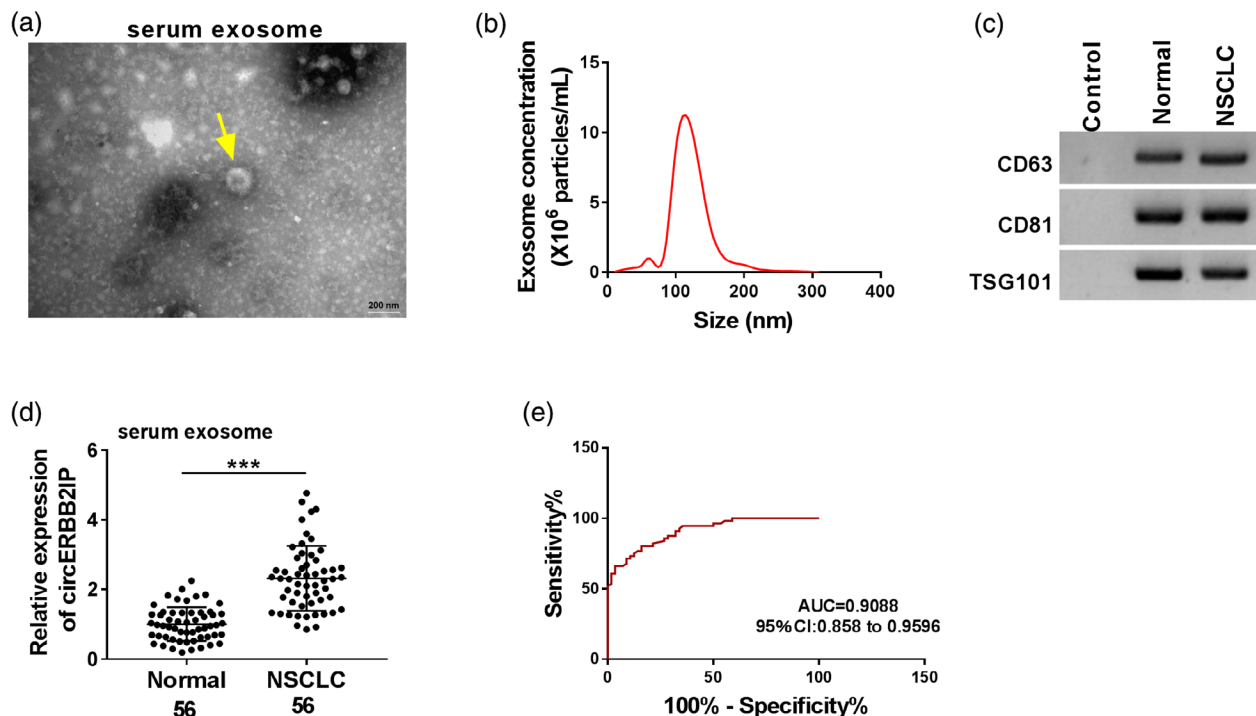 (a)
serum exosome
200 nm
(b)
Exosome concentration
(X10⁶ particles/mL)
15
10
5
0
0
100
200
300
400
Size (nm)
(c)
Control
Normal
NSCLC
CD63
CD81
TSG101
(d)
serum exosome
Relative expression
of circERBB2IP
6
4
2
0
***
Normal
NSCLC
56
56
(e)
Sensitivity%
150
100
50
0
0
50
100
150
AUC=0.9088
95%CI:0.858 to 0.9596
100% - Specificity%